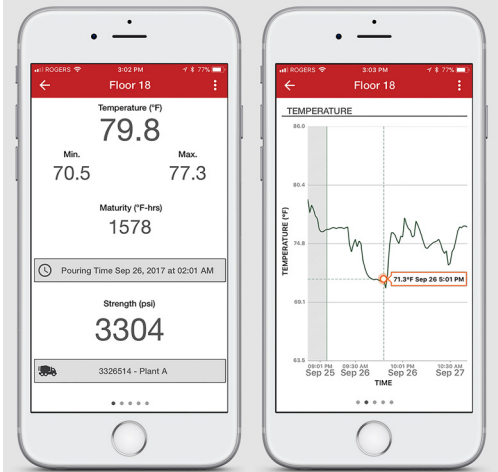 ROGERS 3:02 PM 77%
Floor 18
Temperature (°F)
79.8
Min. Max.
70.5 77.3
Maturity (°F-hrs)
1578
Pouring Time Sep 26, 2017 at 02:01 AM
Strength (psi)
3304
3326514 - Plant A
ROGERS 3:03 PM 77%
Floor 18
TEMPERATURE
86.0
80.4
74.8
69.1
63.5
TEMPERATURE (°F)
71.3°F Sep 26 5:01 PM
09:01 PM 09:30 AM 10:01 PM 10:30 AM
Sep 25 Sep 26 Sep 26 Sep 27
TIME